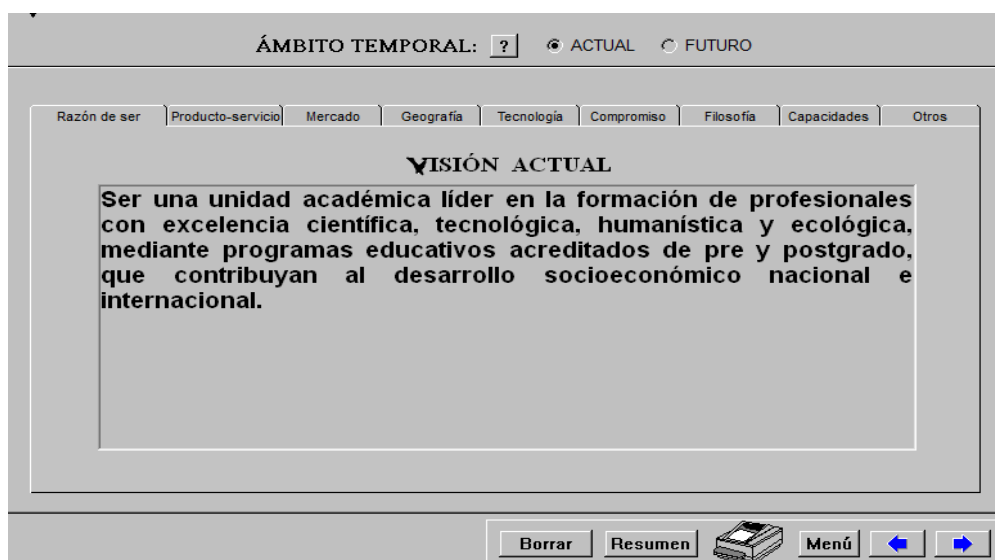 ÁMBITO TEMPORAL: ? ACTUAL FUTURO
Razón de ser Producto-servicio Mercado Geografía Tecnología Compromiso Filosofía Capacidades Otros
VISIÓN ACTUAL
Ser una unidad académica líder en la formación de profesionales
con excelencia científica, tecnológica, humanística y ecológica,
mediante programas educativos acreditados de pre y postgrado,
que contribuyan al desarrollo socioeconómico nacional e
internacional.
Borrar Resumen Menú